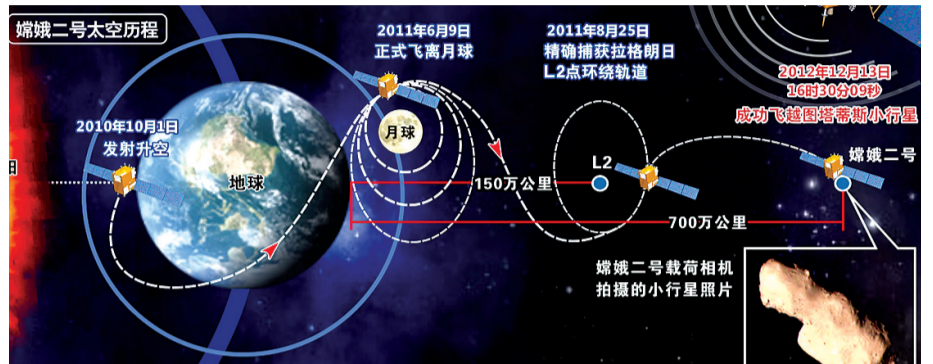 嫦娥二号太空历程
2010年10月1日
发射升空
地球
2011年6月9日
正式飞离月球
月球
2011年8月25日
精确捕获拉格朗日
L2点环绕轨道
L2
150万公里
700万公里
2012年12月13日
16时30分09秒
成功飞越图塔蒂斯小行星
嫦娥二号
嫦娥二号载荷相机
拍摄的小行星照片